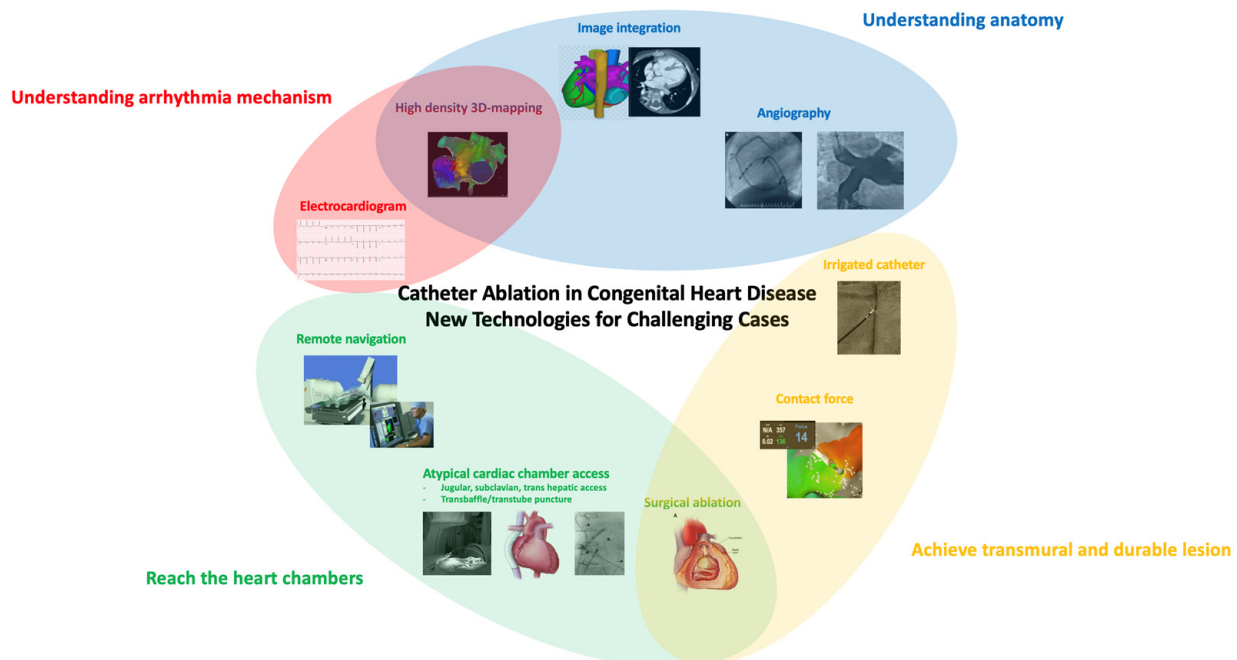 Understanding anatomy
Image integration
Understanding arrhythmia mechanism
High density 3D-mapping
Angiography
Electrocardiogram
Irrigated catheter
Catheter Ablation in Congenital Heart Disease
New Technologies for Challenging Cases
Remote navigation
Contact force
N/A 357 Force
0.02 136 14
Atypical cardiac chamber access
- Jugular, subclavian, trans hepatic access
- Transbaffle/transtube puncture
Surgical ablation
A
Achieve transmural and durable lesion
Reach the heart chambers